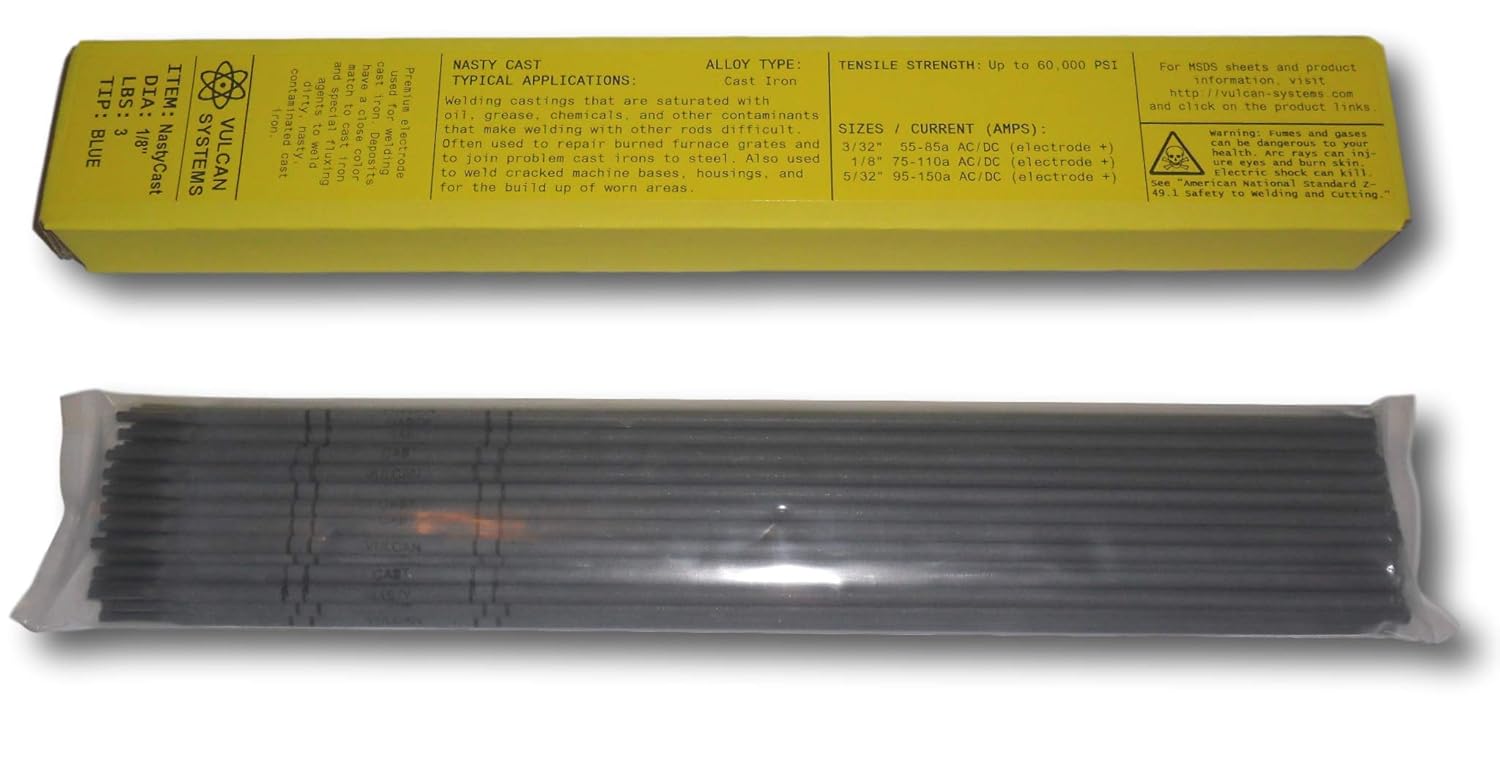 ITEM: NastyCast
DIA: 1/8"
LBS: 3
TIP: BLUE
VULCAN
SYSTEMS
Premium electrode
used for welding
cast iron. Deposits
have a close color
match to cast iron
and special fluxing
agents to weld
dirty, nasty,
contaminated cast
iron.
NASTY CAST
TYPICAL APPLICATIONS:
ALLOY TYPE:
Cast Iron
Welding castings that are saturated with
oil, grease, chemicals, and other contaminants
that make welding with other rods difficult.
Often used to repair burned furnace grates and
to join problem cast irons to steel. Also used
to weld cracked machine bases, housings, and
for the build up of worn areas.
TENSILE STRENGTH: Up to 60,000 PSI
SIZES / CURRENT (AMPS):
3/32" 55-85a AC/DC (electrode +)
1/8" 75-110a AC/DC (electrode +)
5/32" 95-150a AC/DC (electrode +)
For MSDS sheets and product
information, visit
http://vulcan-systems.com
and click on the product links.
Warning: Fumes and gases
can be dangerous to your
health. Arc rays can inj-
ure eyes and burn skin.
Electric shock can kill.
See "American National Standard Z-
49.1 Safety to Welding and Cutting."
VULCAN
CAST
VULCAN